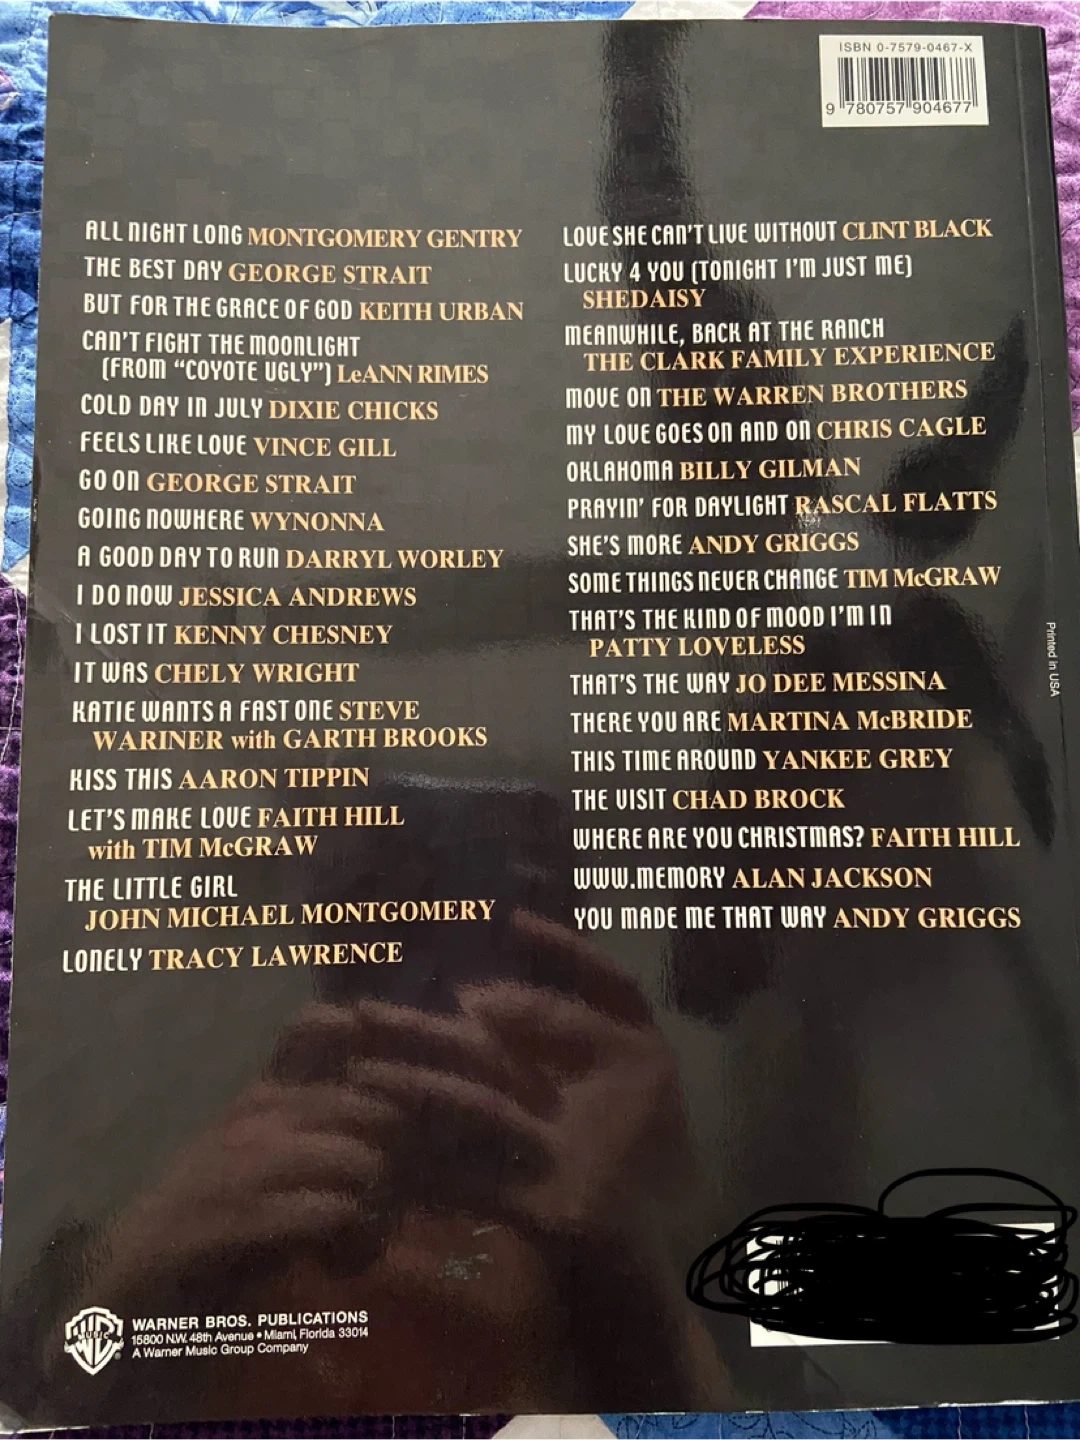 ISBN 0-7579-0467-X
9 780757 904677
ALL NIGHT LONG MONTGOMERY GENTRY
THE BEST DAY GEORGE STRAIT
BUT FOR THE GRACE OF GOD KEITH URBAN
CAN'T FIGHT THE MOONLIGHT
(FROM "COYOTE UGLY") LeANN RIMES
COLD DAY IN JULY DIXIE CHICKS
FEELS LIKE LOVE VINCE GILL
GO ON GEORGE STRAIT
GOING NOWHERE WYNONNA
A GOOD DAY TO RUN DARRYL WORLEY
I DO NOW JESSICA ANDREWS
I LOST IT KENNY CHESNEY
IT WAS CHELY WRIGHT
KATIE WANTS A FAST ONE STEVE
WARINER with GARTH BROOKS
KISS THIS AARON TIPPIN
LET'S MAKE LOVE FAITH HILL
with TIM McGRAW
THE LITTLE GIRL
JOHN MICHAEL MONTGOMERY
LONELY TRACY LAWRENCE
LOVE SHE CAN'T LIVE WITHOUT CLINT BLACK
LUCKY 4 YOU (TONIGHT I'M JUST ME)
SHEDAISY
MEANWHILE, BACK AT THE RANCH
THE CLARK FAMILY EXPERIENCE
MOVE ON THE WARREN BROTHERS
MY LOVE GOES ON AND ON CHRIS CAGLE
OKLAHOMA BILLY GILMAN
PRAYIN' FOR DAYLIGHT RASCAL FLATTS
SHE'S MORE ANDY GRIGGS
SOME THINGS NEVER CHANGE TIM McGRAW
THAT'S THE KIND OF MOOD I'M IN
PATTY LOVELESS
THAT'S THE WAY JO DEE MESSINA
THERE YOU ARE MARTINA McBRIDE
THIS TIME AROUND YANKEE GREY
THE VISIT CHAD BROCK
WHERE ARE YOU CHRISTMAS? FAITH HILL
WWW.MEMORY ALAN JACKSON
YOU MADE ME THAT WAY ANDY GRIGGS
Printed in USA
WB MUSIC
WARNER BROS. PUBLICATIONS
15800 N.W. 48th Avenue • Miami, Florida 33014
A Warner Music Group Company